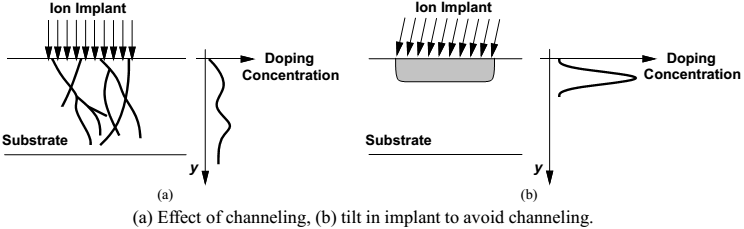 Ion Implant
Doping
Concentration
Substrate
y
(a)
Ion Implant
Doping
Concentration
Substrate
y
(b)
(a) Effect of channeling, (b) tilt in implant to avoid channeling.